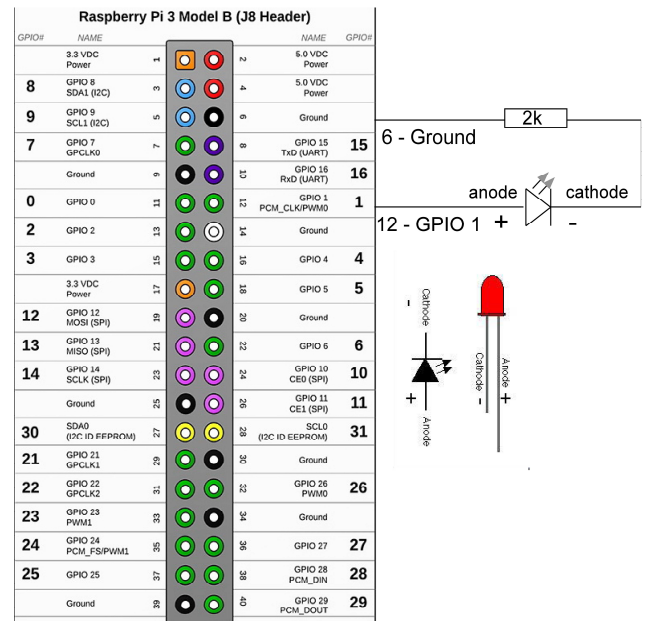 Raspberry Pi 3 Model B (J8 Header)
GPIO# NAME NAME GPIO#
3.3 VDC
Power 1 2 5.0 VDC
Power
8 GPIO 8
SDA1 (I2C) 3 4 5.0 VDC
Power
9 GPIO 9
SCL1 (I2C) 5 6 Ground
7 GPIO 7
GPCLK0 7 8 GPIO 15
TxD (UART) 15
Ground 9 10 GPIO 16
RxD (UART) 16
0 GPIO 0 11 12 GPIO 1
PCM_CLK/PWM0 1
2 GPIO 2 13 14 Ground
3 GPIO 3 15 16 GPIO 4 4
3.3 VDC
Power 17 18 GPIO 5 5
12 GPIO 12
MOSI (SPI) 19 20 Ground
13 GPIO 13
MISO (SPI) 21 22 GPIO 6 6
14 GPIO 14
SCLK (SPI) 23 24 GPIO 10
CE0 (SPI) 10
Ground 25 26 GPIO 11
CE1 (SPI) 11
30 SDA0
(I2C ID EEPROM) 27 28 SCL0
(I2C ID EEPROM) 31
21 GPIO 21
GPCLK1 29 30 Ground
22 GPIO 22
GPCLK2 31 32 GPIO 26
PWM0 26
23 GPIO 23
PWM1 33 34 Ground
24 GPIO 24
PCM_FS/PWM1 35 36 GPIO 27 27
25 GPIO 25 37 38 GPIO 28
PCM_DIN 28
Ground 39 40 GPIO 29
PCM_DOUT 29
2k
6 - Ground
anode cathode
12 - GPIO 1 + -
- Cathode
+ Anode
Cathode -
Anode +